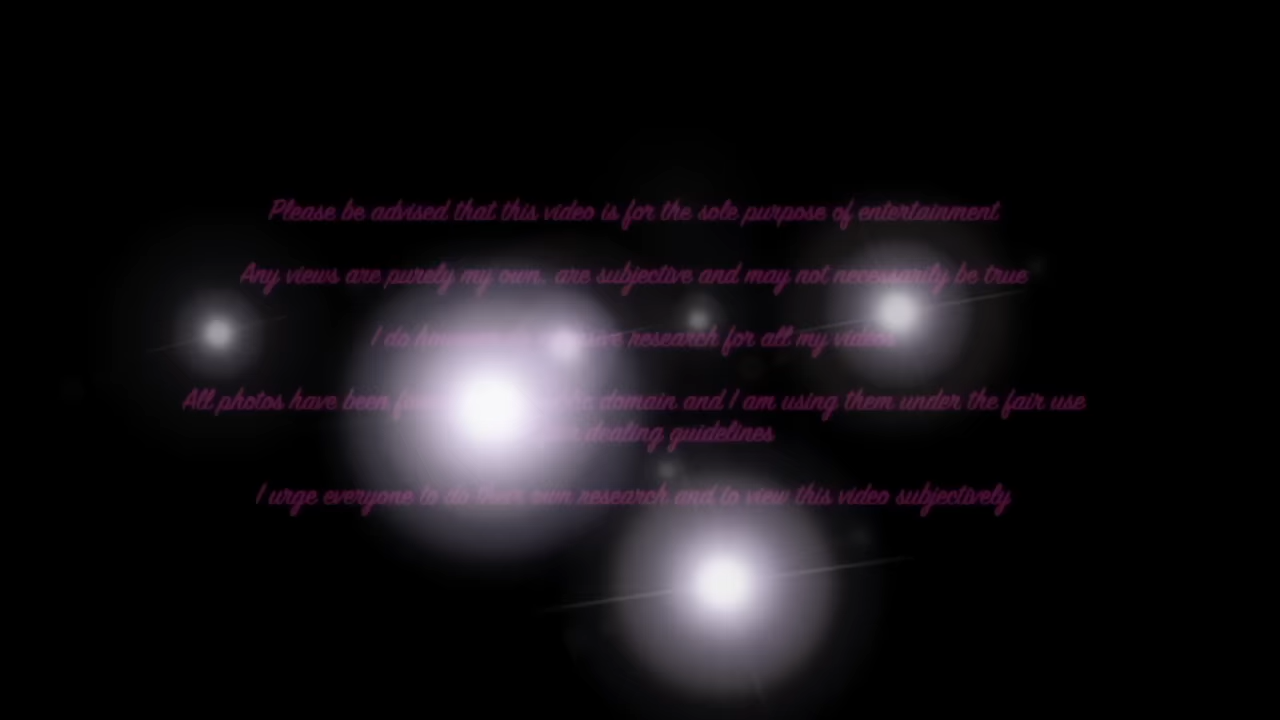 Please be advised that this video is for the sole purpose of entertainment
Any views are purely my own. are subjective and may not necessarily be true
I do research for all my videos
All photos have been domain and I am using them under the fair use
dealing guidelines
I urge everyone to do their own research and to view this video subjectively